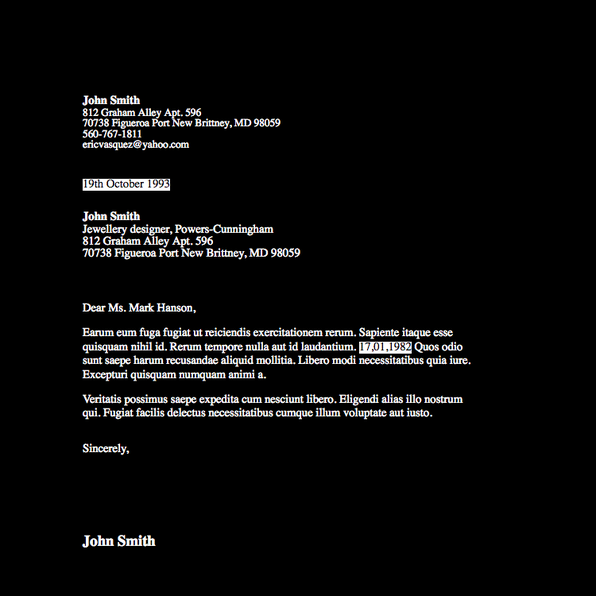 John Smith
812 Graham Alley Apt. 596
70738 Figueroa Port New Brittney, MD 98059
560-767-1811
ericvasquez@yahoo.com
19th October 1993
John Smith
Jewellery designer, Powers-Cunningham
812 Graham Alley Apt. 596
70738 Figueroa Port New Brittney, MD 98059
Dear Ms. Mark Hanson,
Earum eum fuga fugiat ut reiciendis exercitationem rerum. Sapiente itaque esse
quisquam nihil id. Rerum tempore nulla aut id laudantium. 17,01,1982 Quos odio
sunt saepe harum recusandae aliquid mollitia. Libero modi necessitatibus quia iure.
Excepturi quisquam numquam animi a.
Veritatis possimus saepe expedita cum nesciunt libero. Eligendi alias illo nostrum
qui. Fugiat facilis delectus necessitatibus cumque illum voluptate aut iusto.
Sincerely,
John Smith